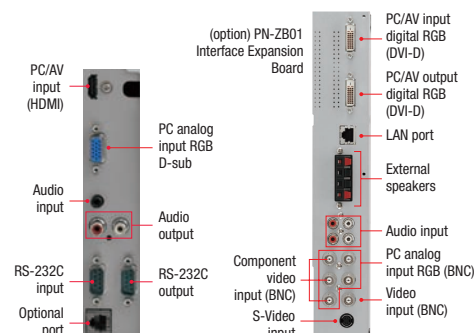 PC/AV
input
(HDMI)
PC analog
input RGB
D-sub
Audio
input
Audio
output
RS-232C
input
RS-232C
output
Optional
port
(option) PN-ZB01
Interface Expansion
Board
PC/AV input
digital RGB
(DVI-D)
PC/AV output
digital RGB
(DVI-D)
LAN port
External
speakers
Audio input
Component
video
input (BNC)
PC analog
input RGB (BNC)
Video
input (BNC)
S-Video
input